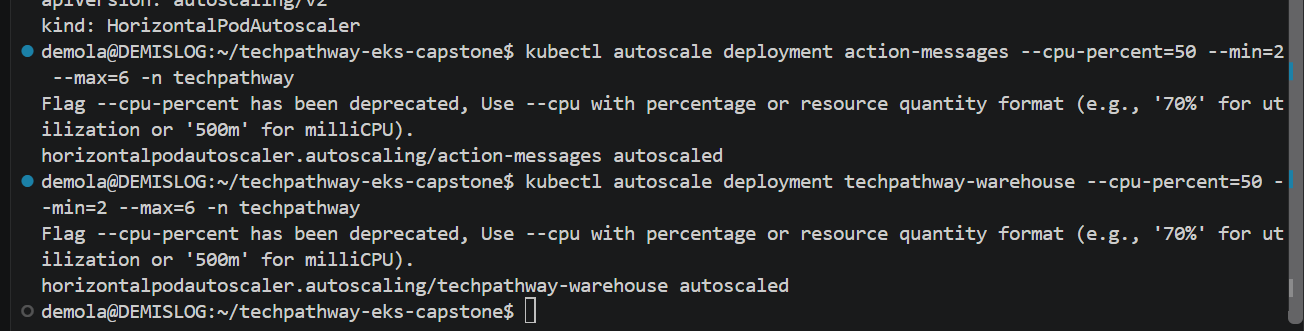 apiVersion: autoscaling/v2
kind: HorizontalPodAutoscaler
demola@DEMISLOG:~/techpathway-eks-capstone$ kubectl autoscale deployment action-messages --cpu-percent=50 --min=2
 --max=6 -n techpathway
Flag --cpu-percent has been deprecated, Use --cpu with percentage or resource quantity format (e.g., '70%' for ut
ilization or '500m' for milliCPU).
horizontalpodautoscaler.autoscaling/action-messages autoscaled
demola@DEMISLOG:~/techpathway-eks-capstone$ kubectl autoscale deployment techpathway-warehouse --cpu-percent=50 -
-min=2 --max=6 -n techpathway
Flag --cpu-percent has been deprecated, Use --cpu with percentage or resource quantity format (e.g., '70%' for ut
ilization or '500m' for milliCPU).
horizontalpodautoscaler.autoscaling/techpathway-warehouse autoscaled
demola@DEMISLOG:~/techpathway-eks-capstone$